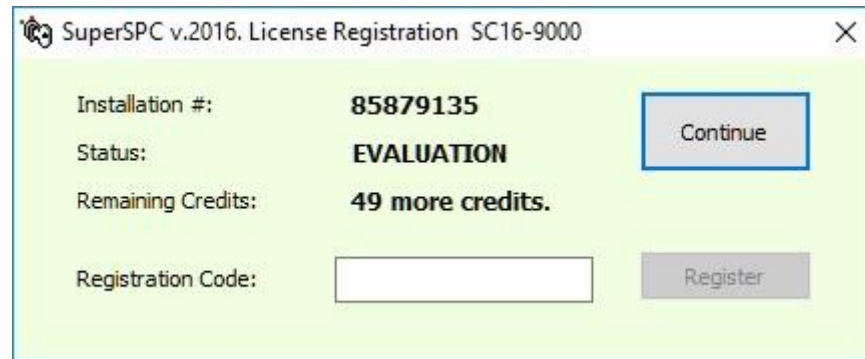 SuperSPC v.2016. License Registration SC16-9000
Installation #: 85879135
Continue
Status: EVALUATION
Remaining Credits: 49 more credits.
Registration Code:
Register